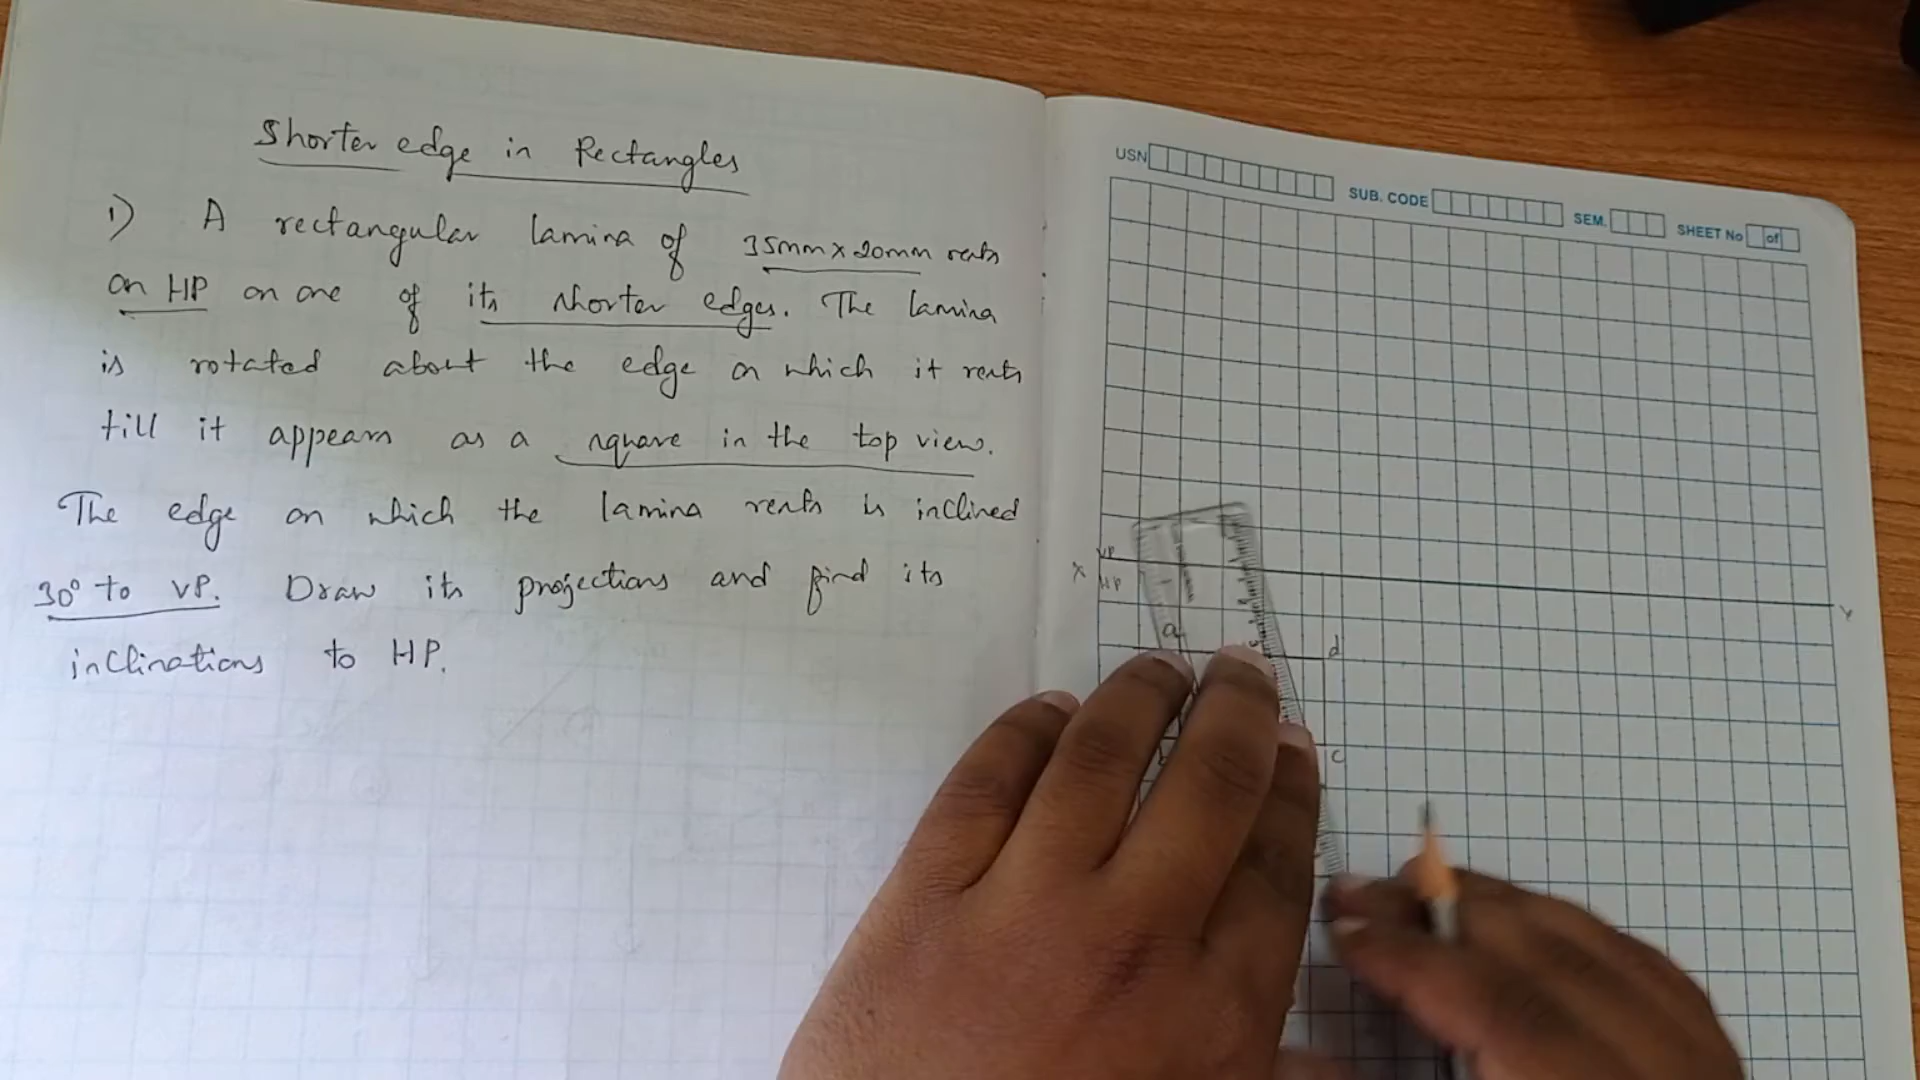 Shorter edge in Rectangles
1) A rectangular lamina of 35mm x 20mm rests
on HP on one of its shorter edges. The lamina
is rotated about the edge on which it rests
till it appears as a square in the top view.
The edge on which the lamina rests is inclined
30° to VP. Draw its projections and find its
inclinations to HP.
USN
SUB. CODE
SEM.
SHEET No of
VP
X
HP
Y
a
d
b
c